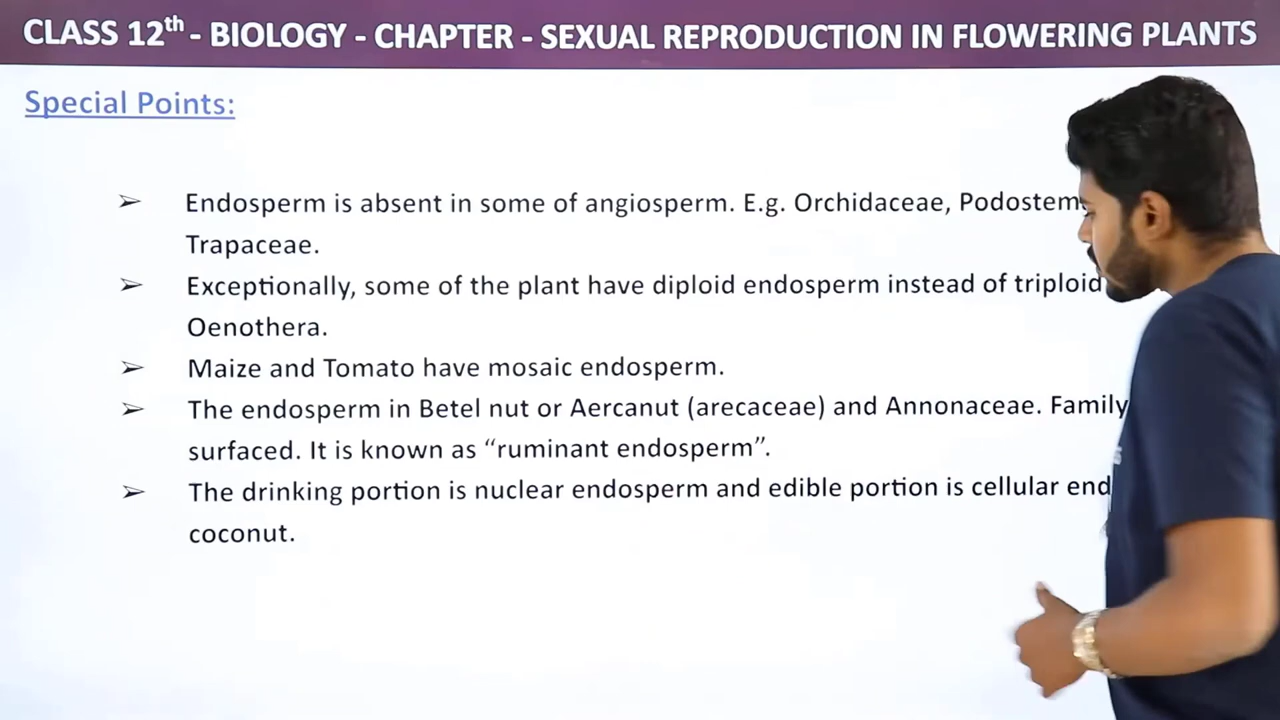 CLASS 12th - BIOLOGY - CHAPTER - SEXUAL REPRODUCTION IN FLOWERING PLANTS
Special Points:
➢ Endosperm is absent in some of angiosperm. E.g. Orchidaceae,
Trapaceae.
➢ Exceptionally, some of the plant have diploid endosperm instead of triploid
Oenothera.
➢ Maize and Tomato have mosaic endosperm.
➢ The endosperm in Betel nut or Aercanut (arecaceae) and Annonaceae. Family
surfaced. It is known as “ruminant endosperm”.
➢ The drinking portion is nuclear endosperm and edible portion is cellular
coconut.